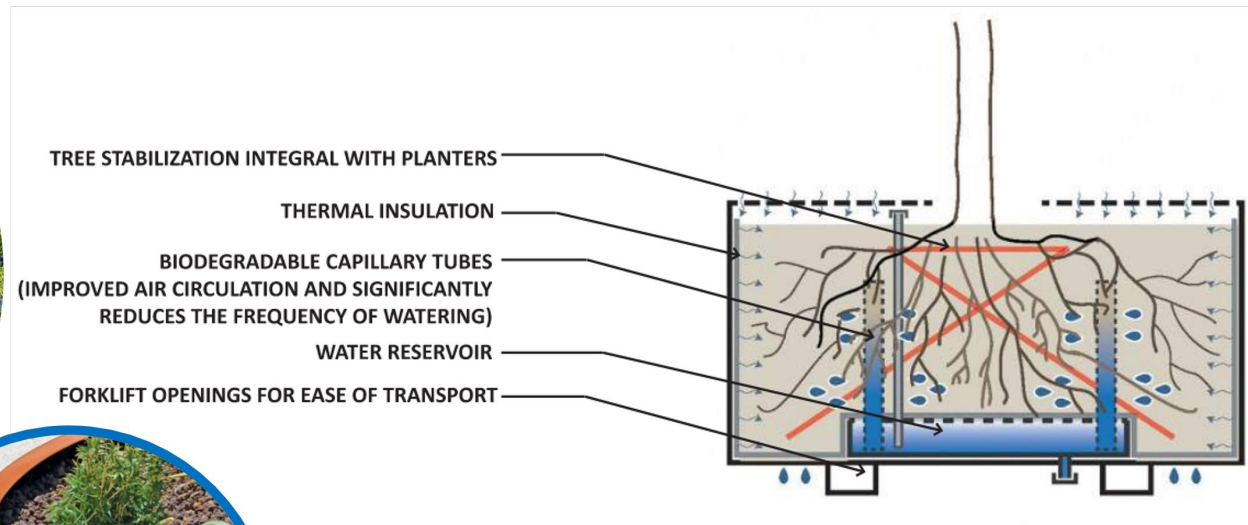 TREE STABILIZATION INTEGRAL WITH PLANTERS
THERMAL INSULATION
BIODEGRADABLE CAPILLARY TUBES
(IMPROVED AIR CIRCULATION AND SIGNIFICANTLY
REDUCES THE FREQUENCY OF WATERING)
WATER RESERVOIR
FORKLIFT OPENINGS FOR EASE OF TRANSPORT